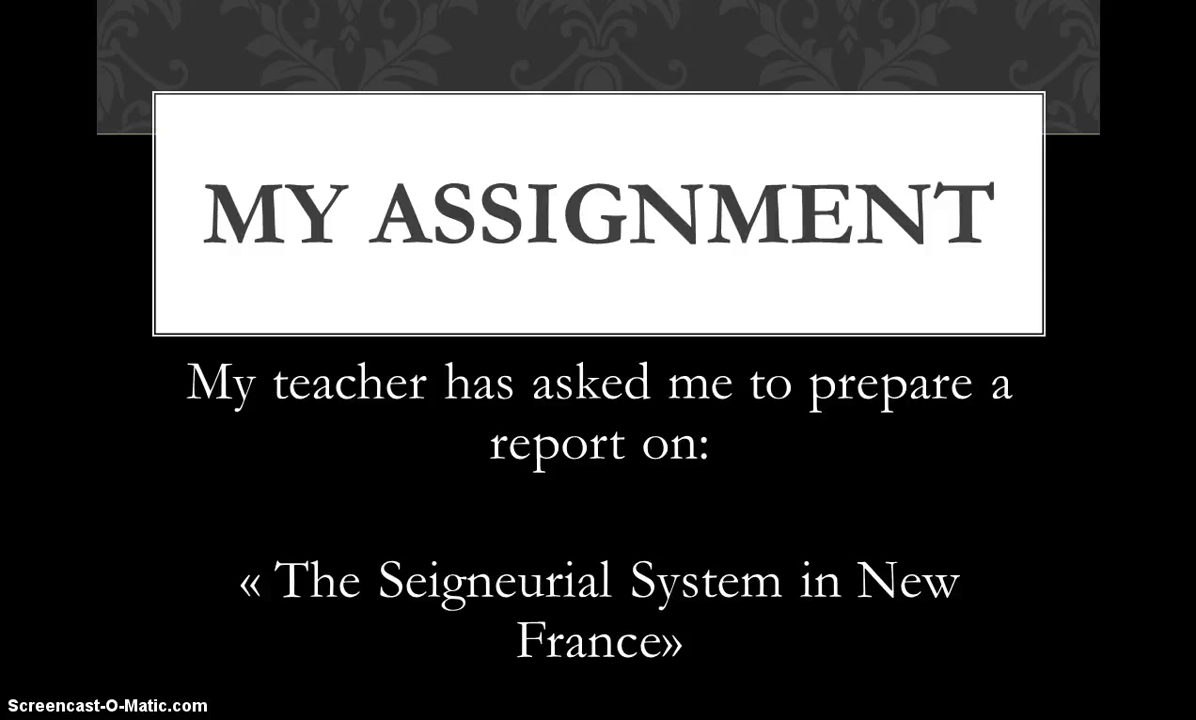 MY ASSIGNMENT
My teacher has asked me to prepare a
report on:
« The Seigneurial System in New
France»
Screencast-O-Matic.com